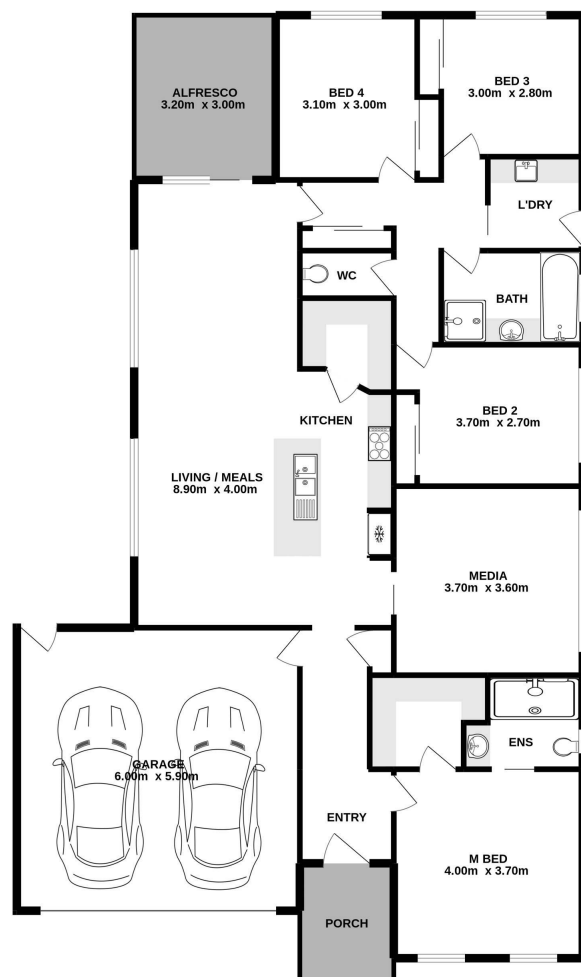 ALFRESCO
3.20m x 3.00m
BED 4
3.10m x 3.00m
BED 3
3.00m x 2.80m
L'DRY
WC
BATH
KITCHEN
BED 2
3.70m x 2.70m
LIVING / MEALS
8.90m x 4.00m
MEDIA
3.70m x 3.60m
ENS
GARAGE
6.00m x 5.90m
ENTRY
M BED
4.00m x 3.70m
PORCH